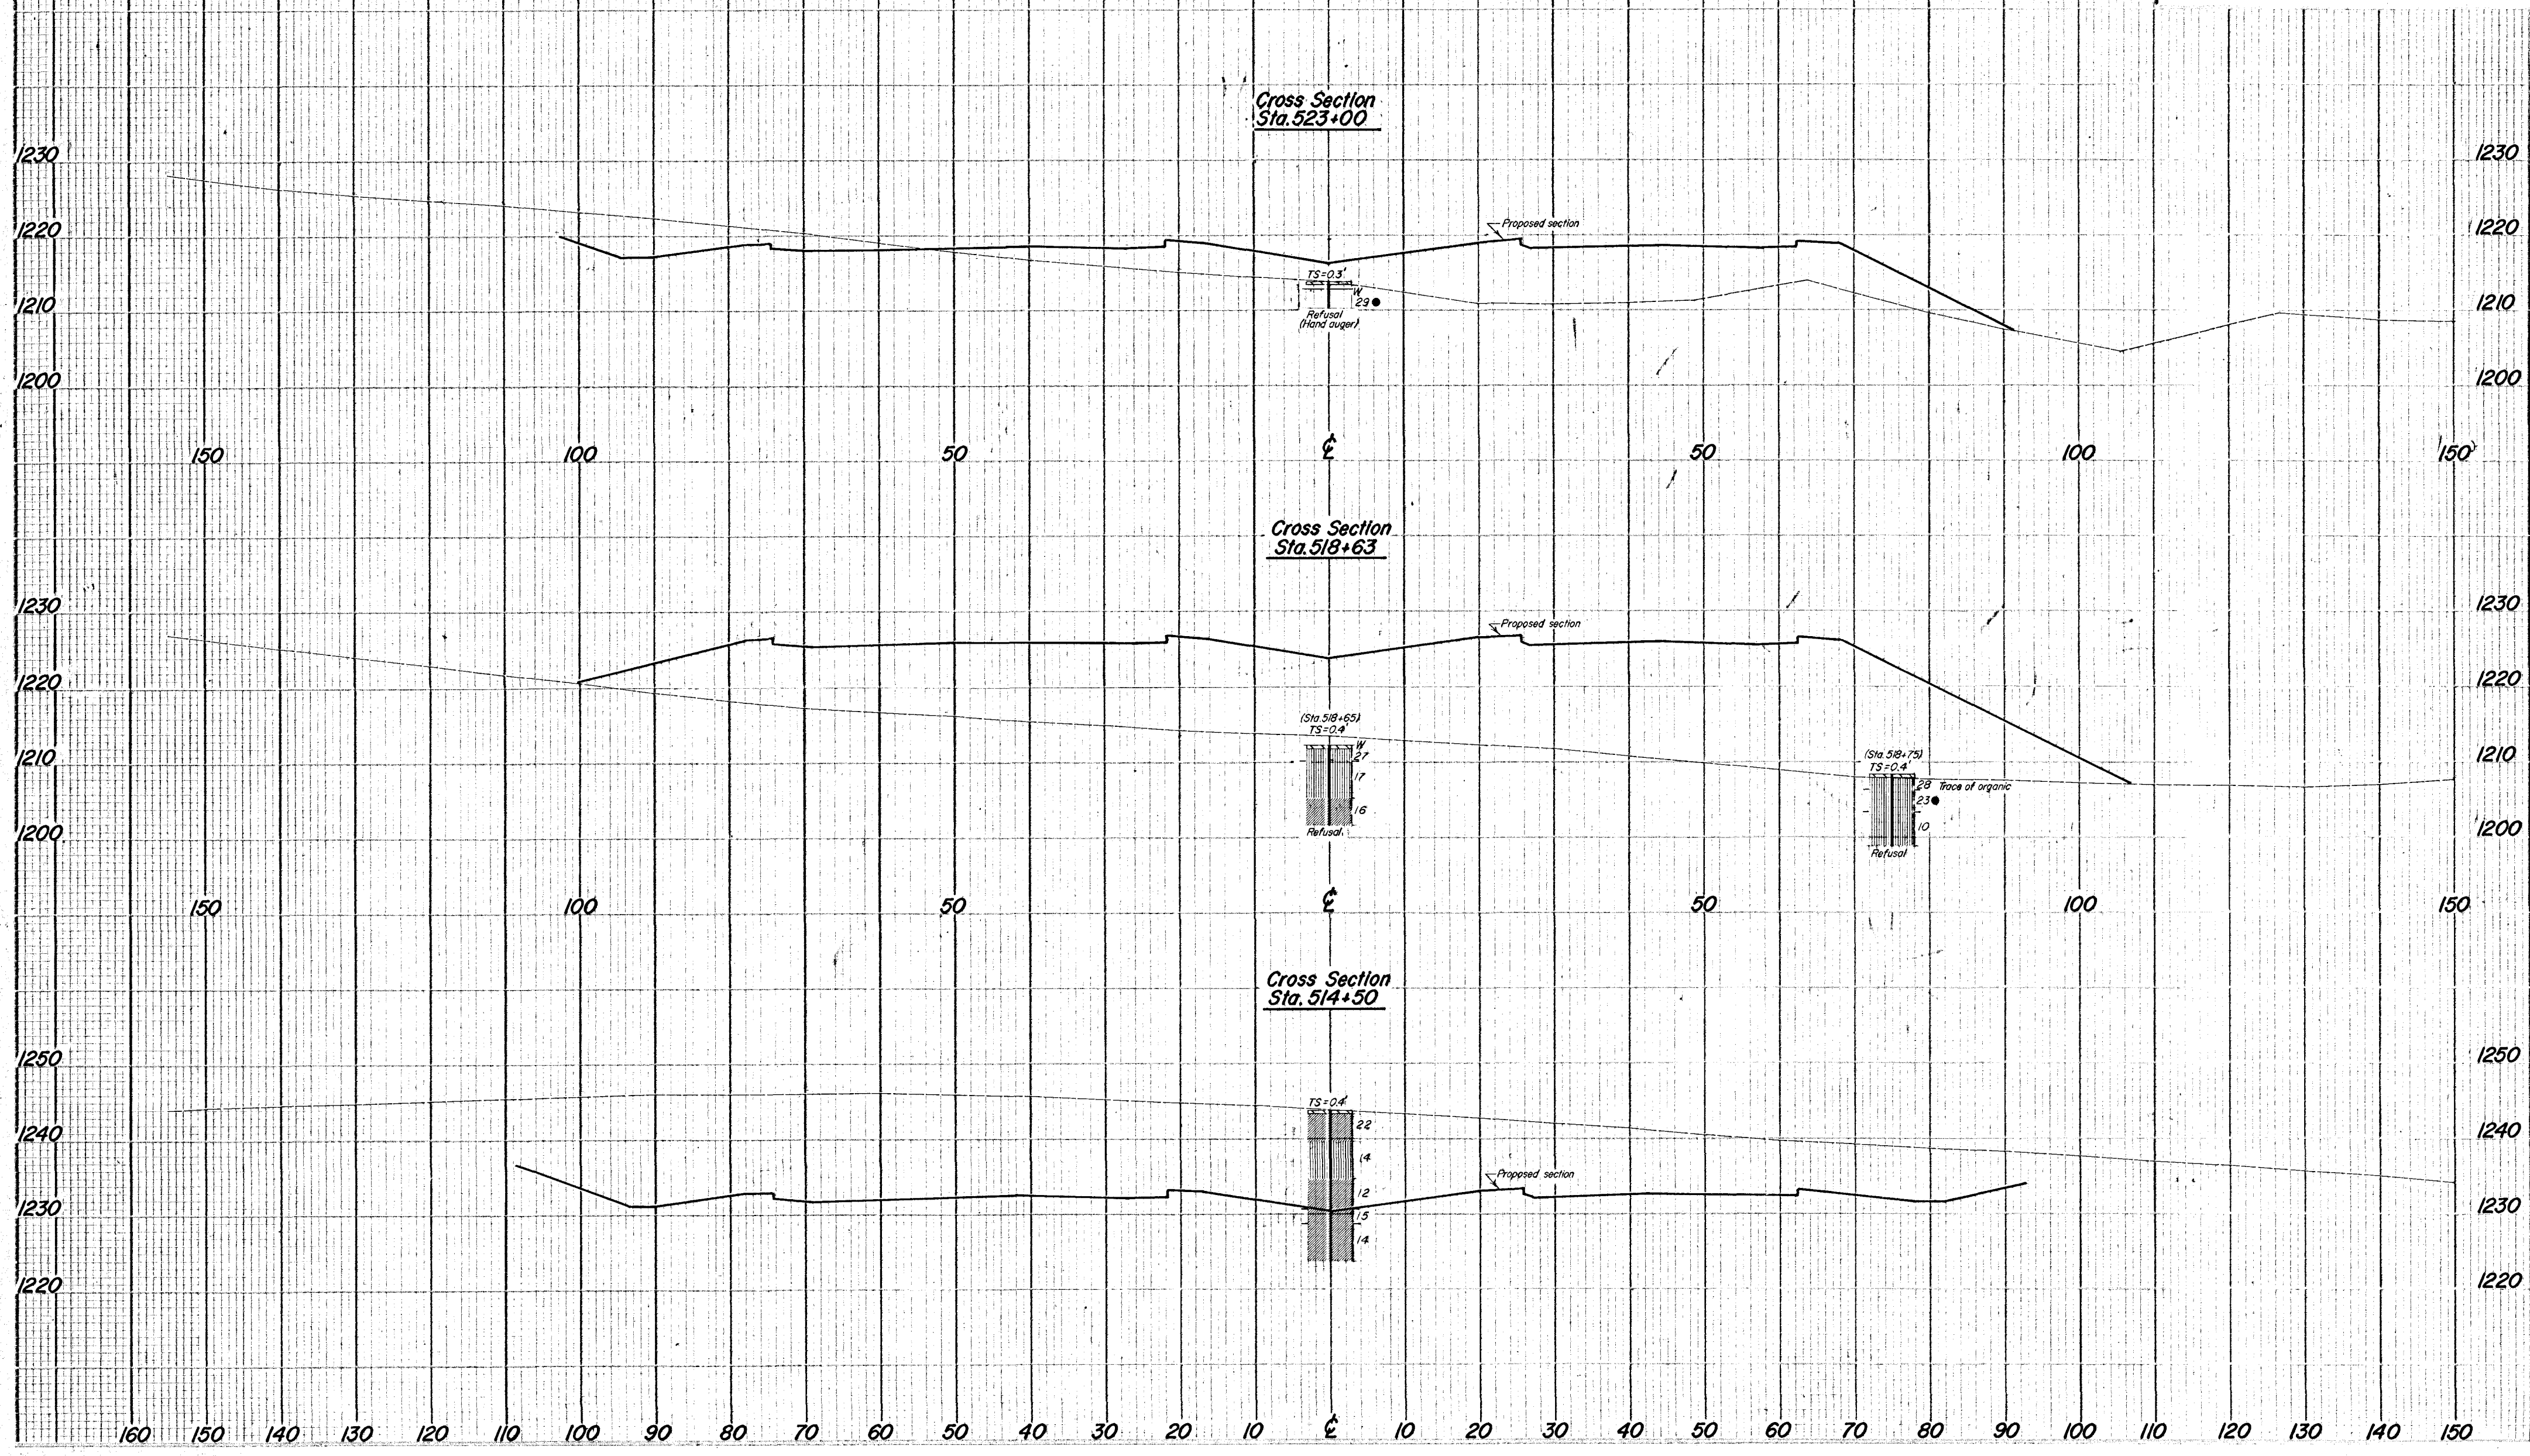 Cross Section
Sta. 523+00
1230 1230
1220 Proposed section 1220
TS=0.3'
W
29
1210 1210
Refusal
(Hand auger)
1200 1200
150 100 50 ℄ 50 100 150
Cross Section
Sta. 518+63
1230 1230
Proposed section
1220 1220
(Sta. 518+65)
TS=0.4'
W
27
17
16
Refusal
1210 1210
(Sta. 518+75)
TS=0.4'
28 Trace of organic
23
10
Refusal
1200 1200
150 100 50 ℄ 50 100 150
Cross Section
Sta. 514+50
1250 1250
TS=0.4'
22
1240 1240
14
Proposed section
12
1230 1230
15
14
1220 1220
160 150 140 130 120 110 100 90 80 70 60 50 40 30 20 10 ℄ 10 20 30 40 50 60 70 80 90 100 110 120 130 140 150